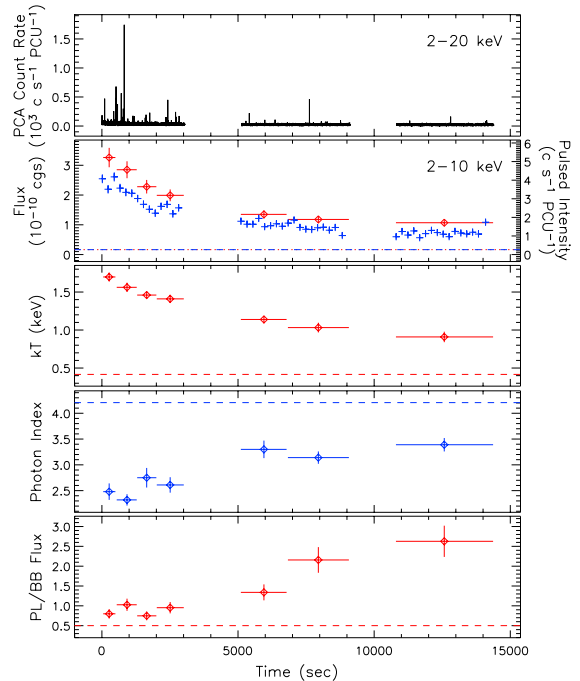 PCA Count Rate
(10³ c s⁻¹ PCU⁻¹)
1.5
1.0
0.5
0.0
2−20 keV
Flux
(10⁻¹⁰ cgs)
3
2
1
0
2−10 keV
6
5
4
3
2
1
0
Pulsed Intensity
(c s⁻¹ PCU⁻¹)
kT (keV)
1.5
1.0
0.5
Photon Index
4.0
3.5
3.0
2.5
PL/BB Flux
3.0
2.5
2.0
1.5
1.0
0.5
0 5000 10000 15000
Time (sec)